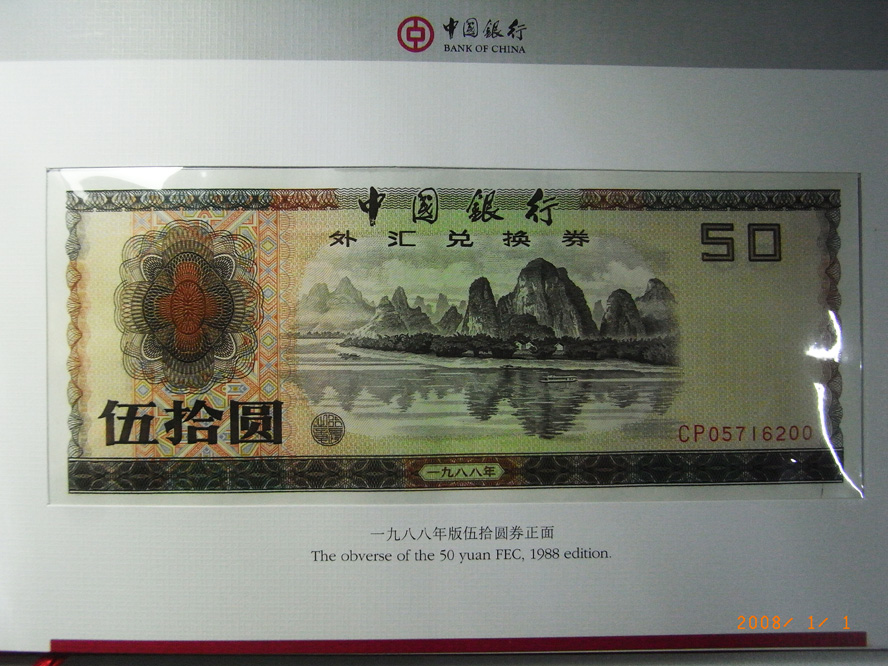 中国銀行
BANK OF CHINA
中国銀行
外汇兑换券
50
伍拾圆
CP05716200
一九八八年
一九八八年版伍拾圆券正面
The obverse of the 50 yuan FEC, 1988 edition.
2008/ 1/ 1